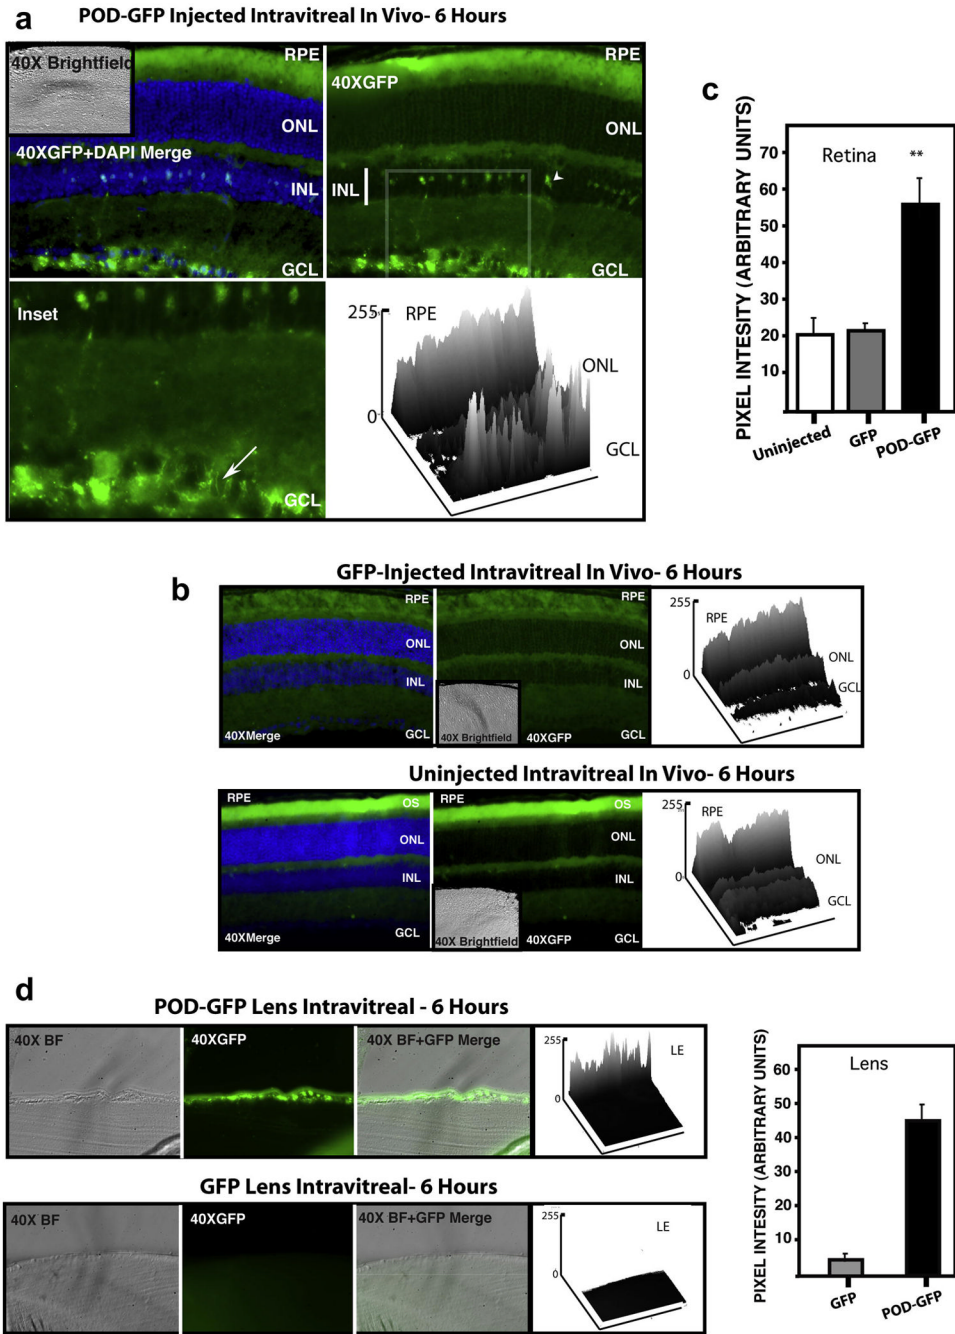 a
POD-GFP Injected Intravitreal In Vivo- 6 Hours
40X Brightfield
RPE
ONL
40XGFP+DAPI Merge
INL
GCL
RPE
40XGFP
ONL
INL
GCL
Inset
GCL
255
RPE
ONL
0
GCL
c
PIXEL INTESITY (ARBITRARY UNITS)
70
60
50
40
30
20
10
Retina
**
Uninjected
GFP
POD-GFP
b
GFP-Injected Intravitreal In Vivo- 6 Hours
RPE
ONL
INL
GCL
40XMerge
RPE
ONL
INL
GCL
40X Brightfield
40XGFP
255
RPE
ONL
0
GCL
Uninjected Intravitreal In Vivo- 6 Hours
RPE
OS
ONL
INL
GCL
40XMerge
RPE
OS
ONL
INL
GCL
40X Brightfield
40XGFP
255
RPE
ONL
0
GCL
d
POD-GFP Lens Intravitreal - 6 Hours
40X BF
40XGFP
40X BF+GFP Merge
255
LE
0
GFP Lens Intravitreal- 6 Hours
40X BF
40XGFP
40X BF+GFP Merge
255
LE
0
PIXEL INTESITY (ARBITRARY UNITS)
60
50
40
30
20
10
Lens
GFP
POD-GFP